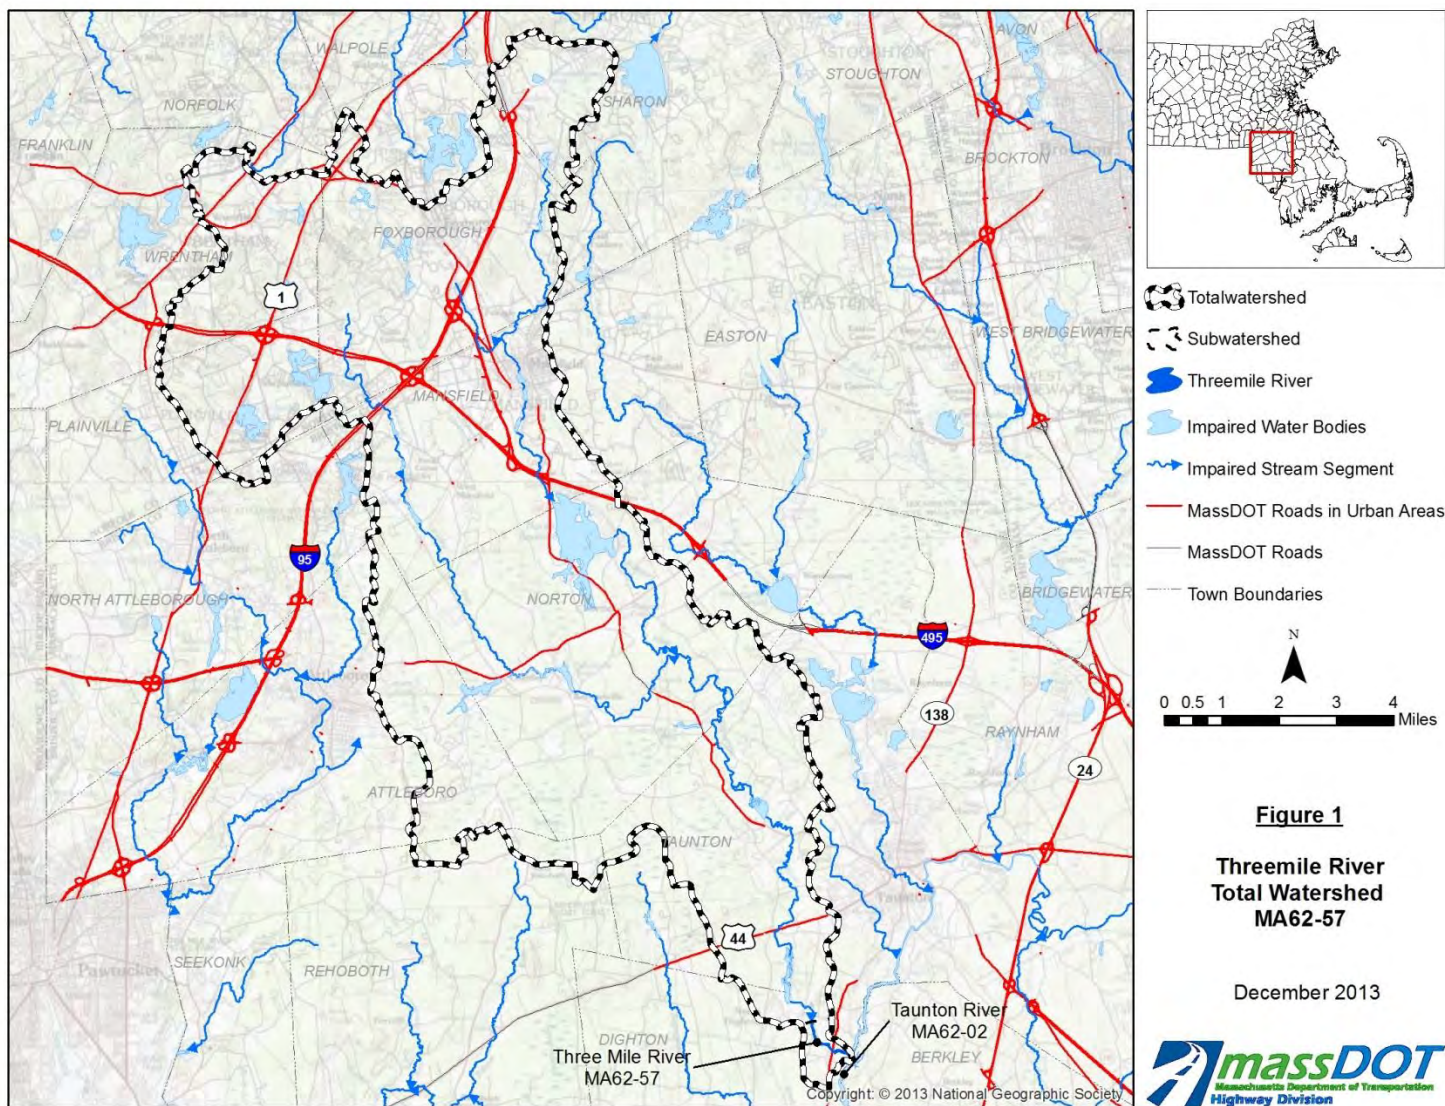 WALPOLE
AVON
STOUGHTON
STOUGHTON
NORFOLK
SHARON
FRANKLIN
BROCKTON
FOXBOROUGH
WRENTHAM
1
EASTON
WEST BRIDGEWATER
MANSFIELD
PLAINVILLE
95
NORTH ATTLEBOROUGH
NORTON
BRIDGEWATER
495
138
RAYNHAM
24
ATTLEBORO
TAUNTON
Taunton
44
Pawtucket
SEEKONK
REHOBOTH
DIGHTON
BERKLEY
Taunton River
MA62-02
Three Mile River
MA62-57
Copyright: © 2013 National Geographic Society
Totalwatershed
Subwatershed
Threemile River
Impaired Water Bodies
Impaired Stream Segment
MassDOT Roads in Urban Areas
MassDOT Roads
Town Boundaries
N
0 0.5 1 2 3 4
Miles
Figure 1
Threemile River
Total Watershed
MA62-57
December 2013
massDOT
Massachusetts Department of Transportation
Highway Division